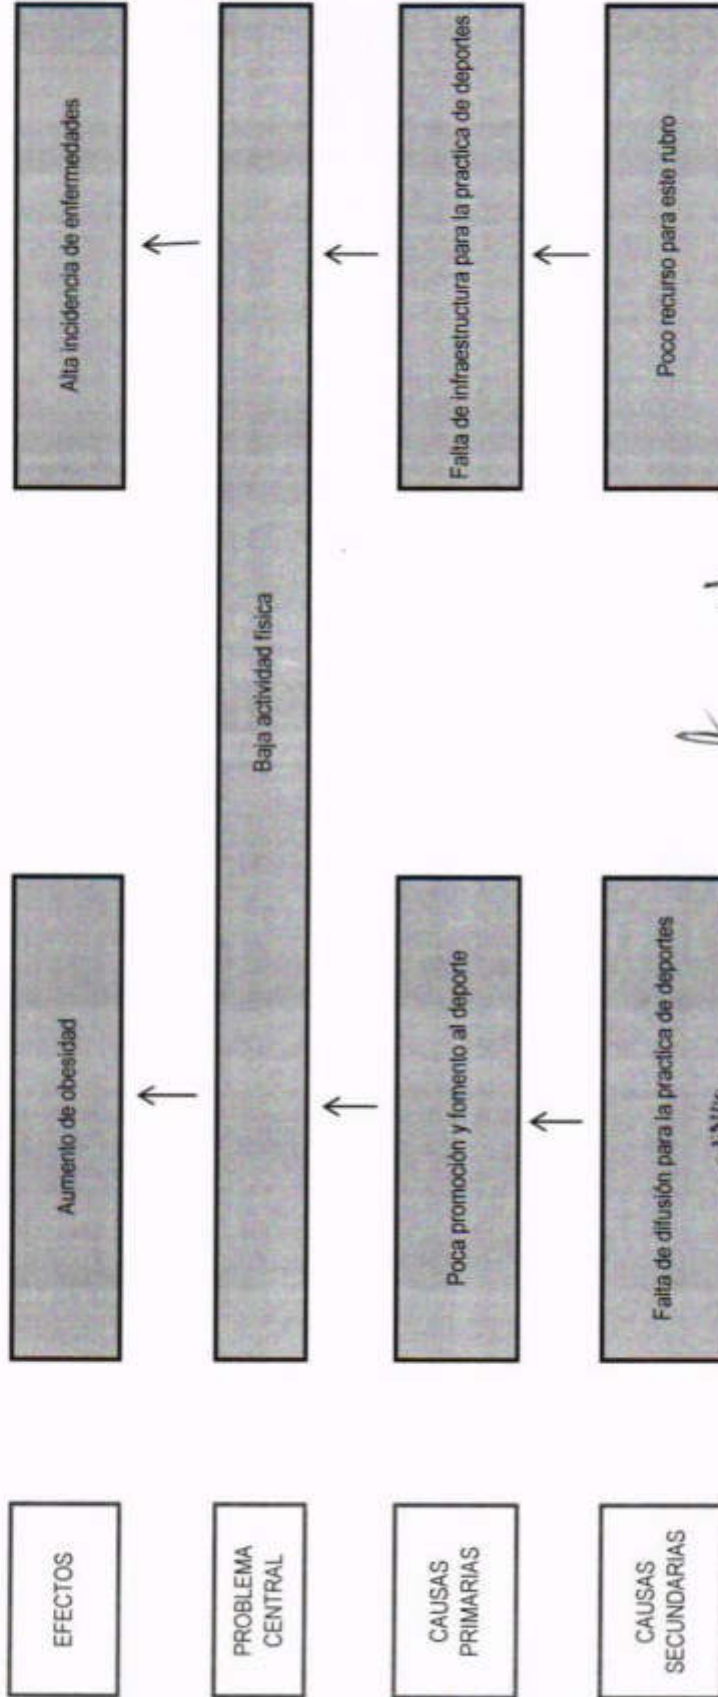 EFECTOS
Aumento de obesidad
Alta incidencia de enfermedades
PROBLEMA
CENTRAL
Baja actividad física
CAUSAS
PRIMARIAS
Poca promoción y fomento al deporte
Falta de infraestructura para la practica de deportes
CAUSAS
SECUNDARIAS
Falta de difusión para la practica de deportes
Poco recurso para este rubro